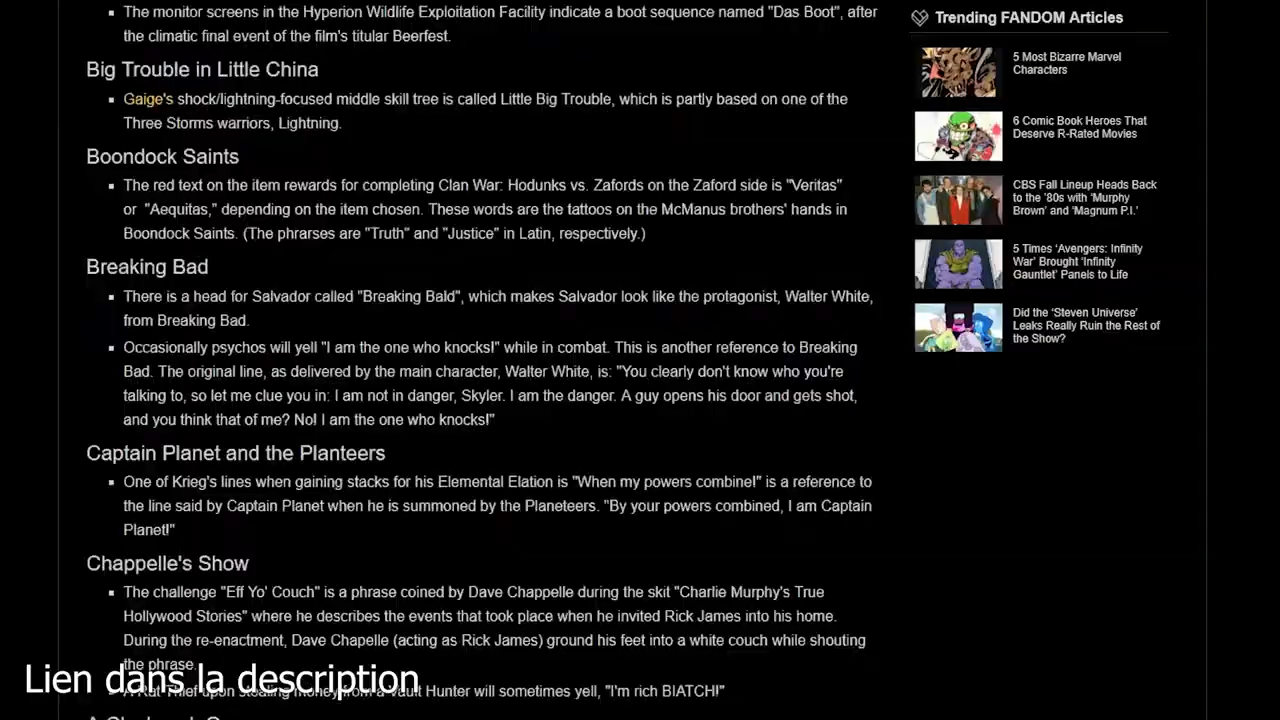 The monitor screens in the Hyperion Wildlife Exploitation Facility indicate a boot sequence named "Das Boot", after
the climatic final event of the film's titular Beerfest.
Big Trouble in Little China
Gaige's shock/lightning-focused middle skill tree is called Little Big Trouble, which is partly based on one of the
Three Storms warriors, Lightning.
Boondock Saints
The red text on the item rewards for completing Clan War: Hodunks vs. Zafords on the Zaford side is "Veritas"
or "Aequitas," depending on the item chosen. These words are the tattoos on the McManus brothers' hands in
Boondock Saints. (The phrarses are "Truth" and "Justice" in Latin, respectively.)
Breaking Bad
There is a head for Salvador called "Breaking Bald", which makes Salvador look like the protagonist, Walter White,
from Breaking Bad.
Occasionally psychos will yell "I am the one who knocks!" while in combat. This is another reference to Breaking
Bad. The original line, as delivered by the main character, Walter White, is: "You clearly don't know who you're
talking to, so let me clue you in: I am not in danger, Skyler. I am the danger. A guy opens his door and gets shot,
and you think that of me? No! I am the one who knocks!"
Captain Planet and the Planteers
One of Krieg's lines when gaining stacks for his Elemental Elation is "When my powers combine!" is a reference to
the line said by Captain Planet when he is summoned by the Planeteers. "By your powers combined, I am Captain
Planet!"
Chappelle's Show
The challenge "Eff Yo' Couch" is a phrase coined by Dave Chappelle during the skit "Charlie Murphy's True
Hollywood Stories" where he describes the events that took place when he invited Rick James into his home.
During the re-enactment, Dave Chapelle (acting as Rick James) ground his feet into a white couch while shouting
the phrase.
A Rat Thief upon stealing money from a Vault Hunter will sometimes yell, "I'm rich BIATCH!"
Lien dans la description
Trending FANDOM Articles
5 Most Bizarre Marvel
Characters
6 Comic Book Heroes That
Deserve R-Rated Movies
CBS Fall Lineup Heads Back
to the '80s with 'Murphy
Brown' and 'Magnum P.I.'
5 Times 'Avengers: Infinity
War' Brought 'Infinity
Gauntlet' Panels to Life
Did the 'Steven Universe'
Leaks Really Ruin the Rest of
the Show?